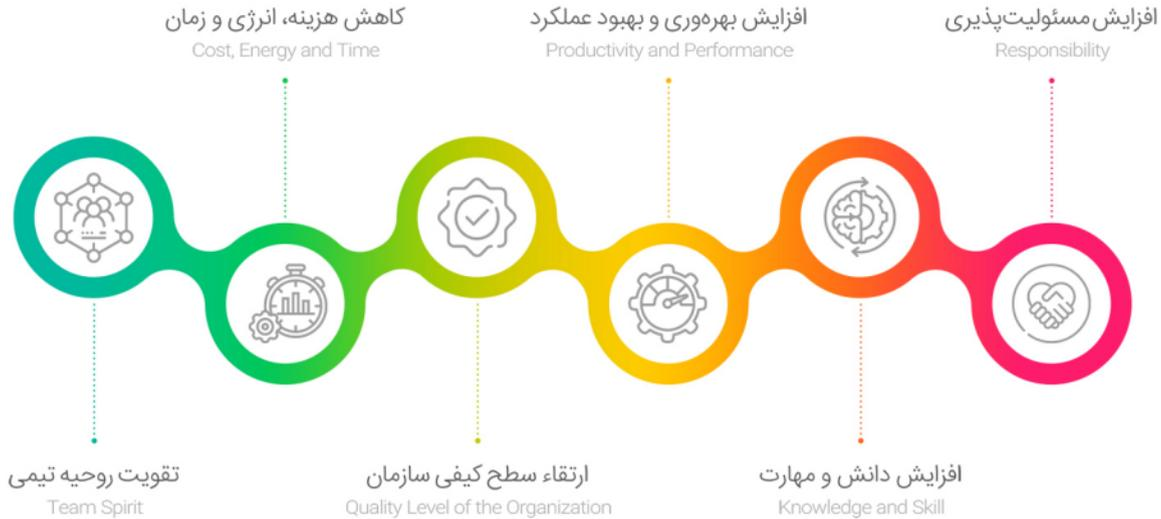 افزایش مسئولیت‌پذیری
Responsibility
افزایش بهره‌وری و بهبود عملکرد
Productivity and Performance
کاهش هزینه، انرژی و زمان
Cost, Energy and Time
افزایش دانش و مهارت
Knowledge and Skill
ارتقاء سطح کیفی سازمان
Quality Level of the Organization
تقویت روحیه تیمی
Team Spirit